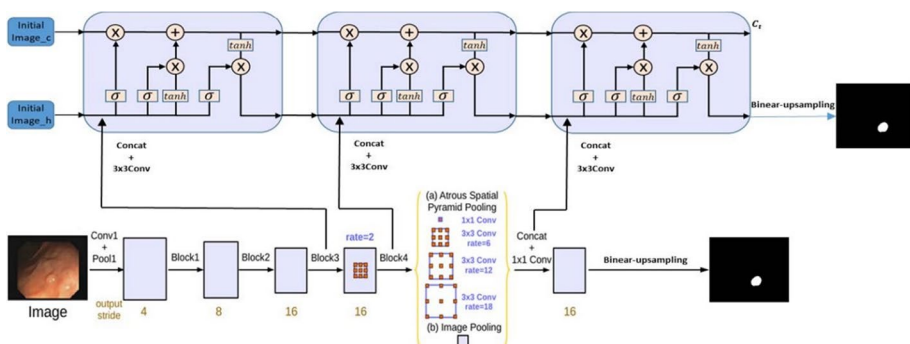 Initial
Image_c
X
+
tanh
X
X
σ
σ
tanh
σ
X
+
tanh
X
X
σ
σ
tanh
σ
X
+
tanh
X
X
σ
σ
tanh
σ
C_t
Initial
Image_h
Binear-upsampling
Concat
+
3x3Conv
Concat
+
3x3Conv
Concat
+
3x3Conv
(a) Atrous Spatial
Pyramid Pooling
1x1 Conv
3x3 Conv
rate=6
3x3 Conv
rate=12
3x3 Conv
rate=18
(b) Image Pooling
Conv1
+
Pool1
Block1
Block2
Block3
rate=2
Block4
Concat
+
1x1 Conv
Binear-upsampling
Image
output
stride
4
8
16
16
16